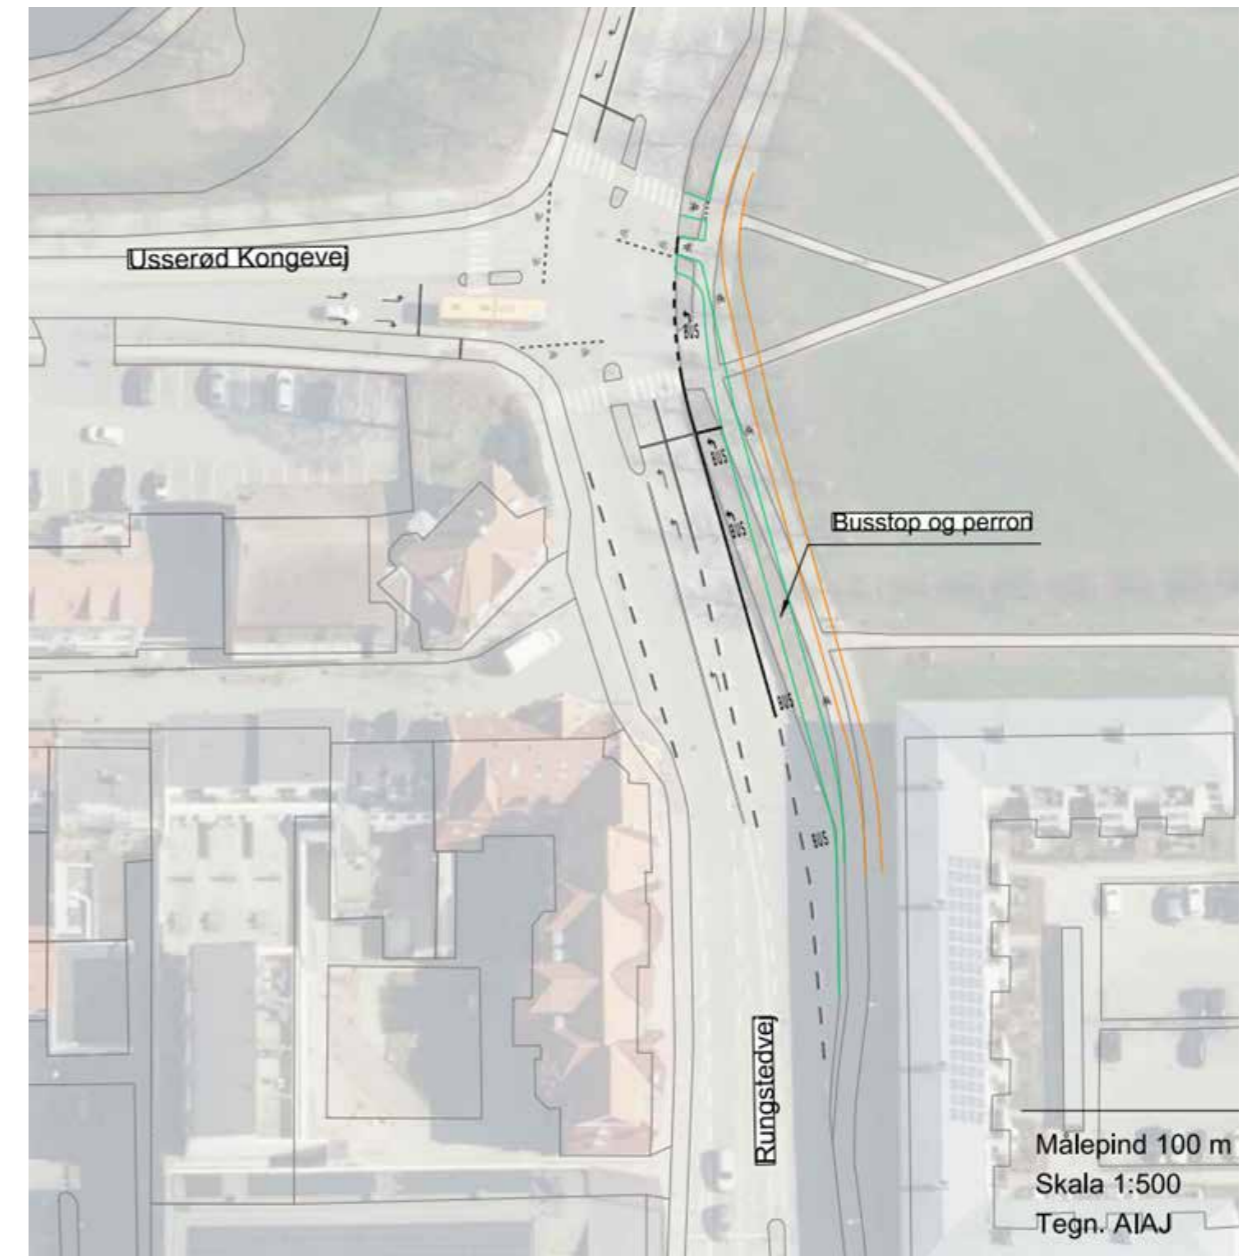 Usserød Kongevej
BUS
BUS
BUS
Busstop og perron
BUS
BUS
Rungstedvej
Målepind 100 m
Skala 1:500
Tegn. AIAJ